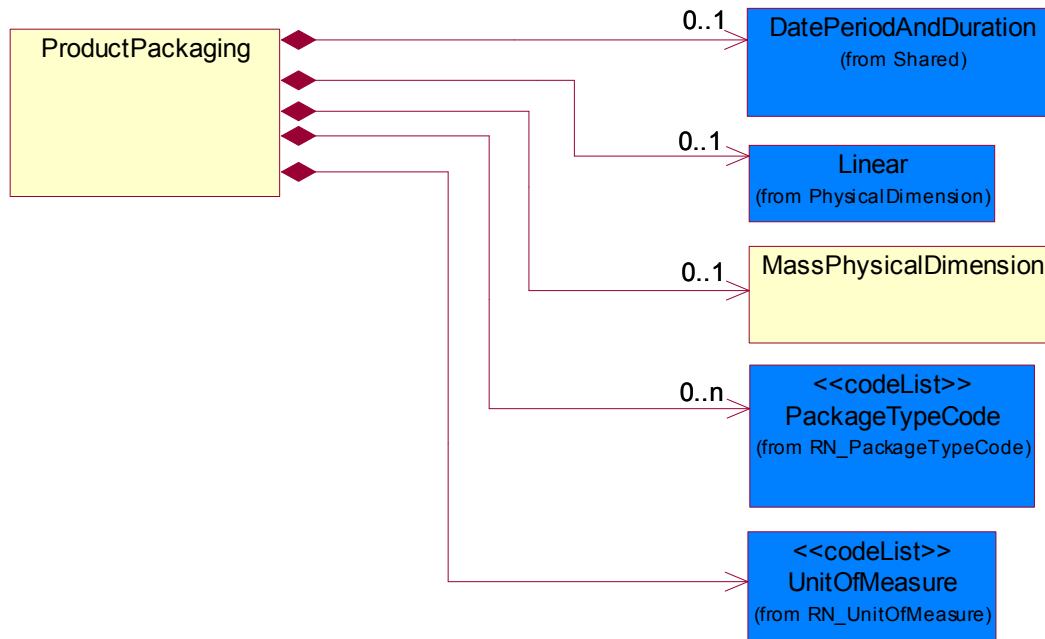 ProductPackaging
0..1
DatePeriodAndDuration
(from Shared)
0..1
Linear
(from PhysicalDimension)
0..1
MassPhysicalDimension
0..n
<<codeList>>
PackageTypeCode
(from RN_PackageTypeCode)
<<codeList>>
UnitOfMeasure
(from RN_UnitOfMeasure)